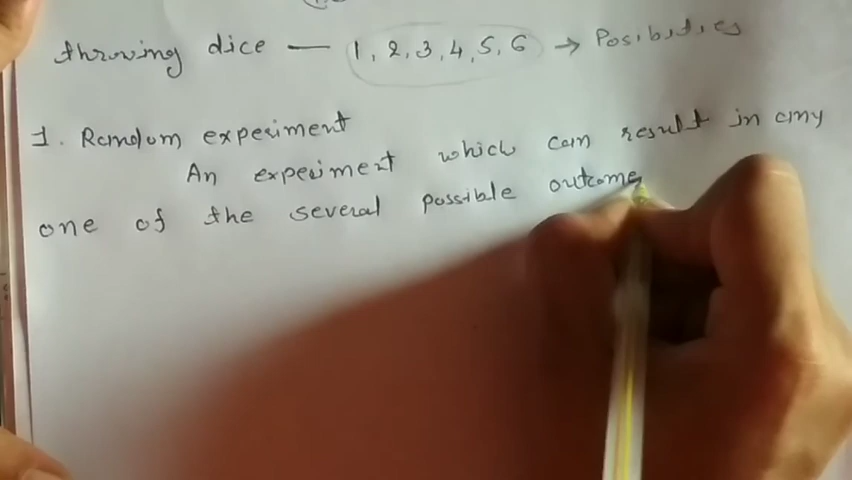 throwing dice — 1, 2, 3, 4, 5, 6 → Posibities
1. Random experiment
An experiment which can result in any
one of the several possible outcome